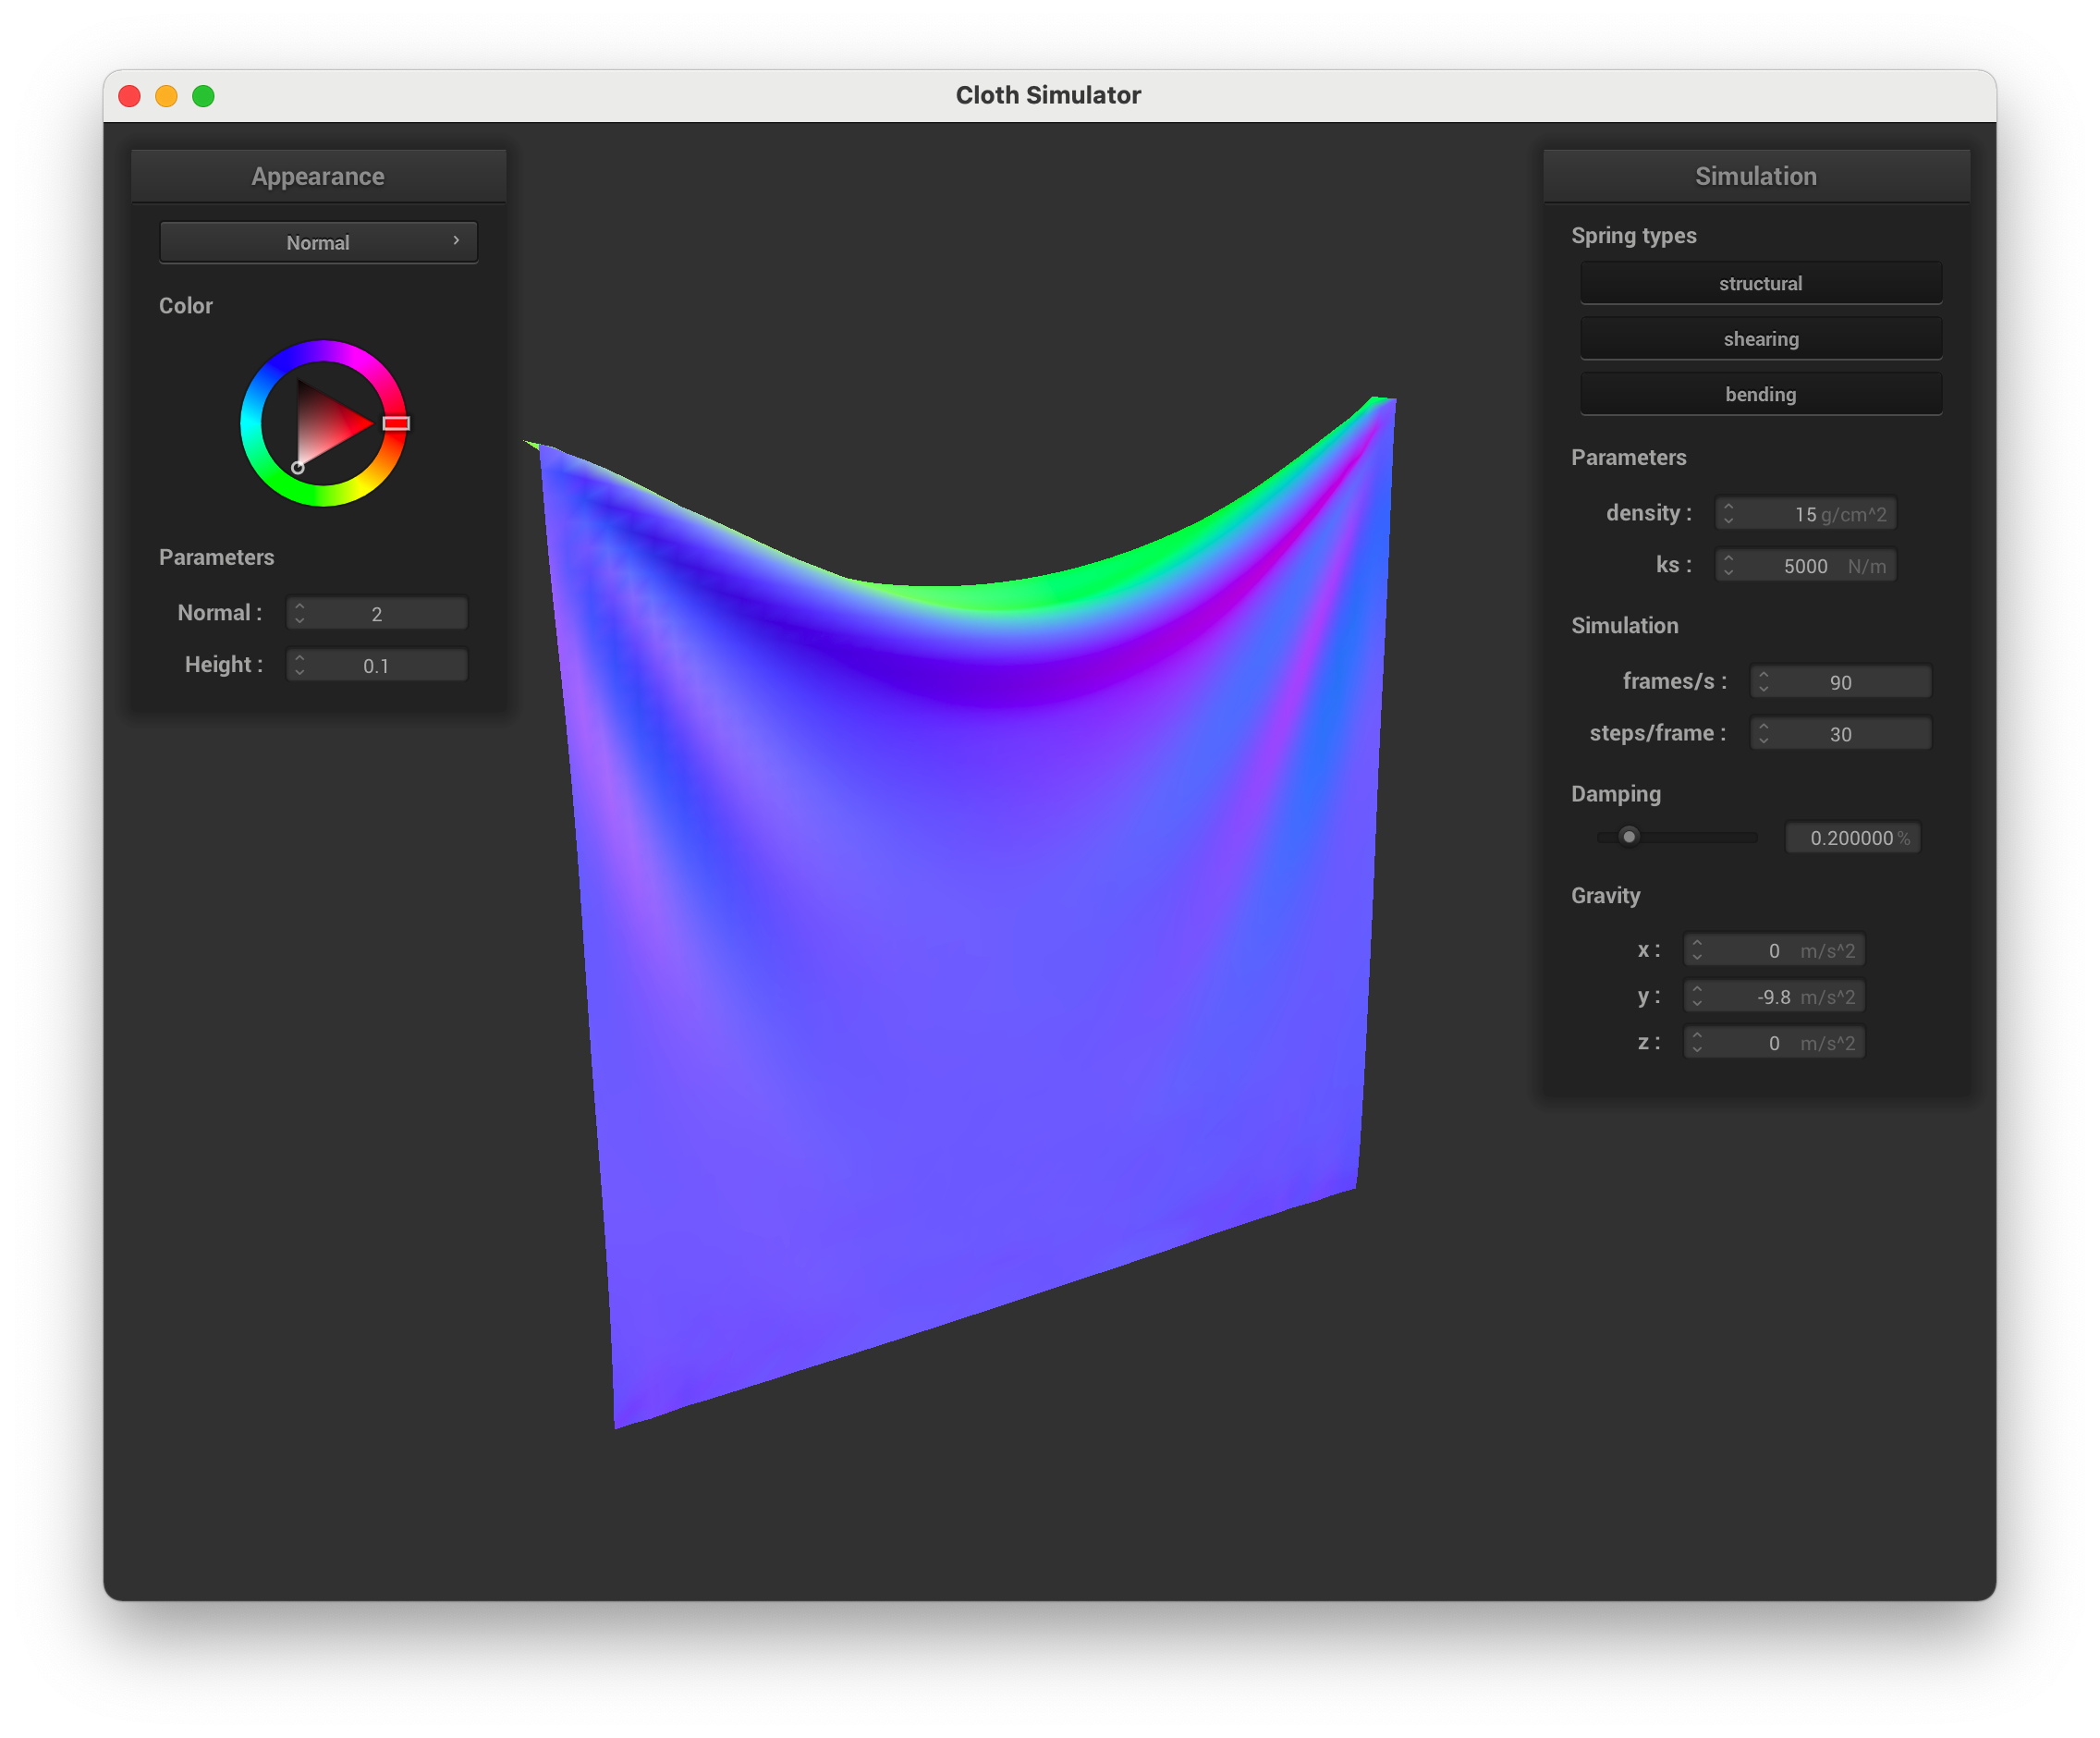 Cloth Simulator
Appearance
Normal
Color
Parameters
Normal : 2
Height : 0.1
Simulation
Spring types
structural
shearing
bending
Parameters
density : 15 g/cm^2
ks : 5000 N/m
Simulation
frames/s : 90
steps/frame : 30
Damping
0.200000 %
Gravity
x : 0 m/s^2
y : -9.8 m/s^2
z : 0 m/s^2